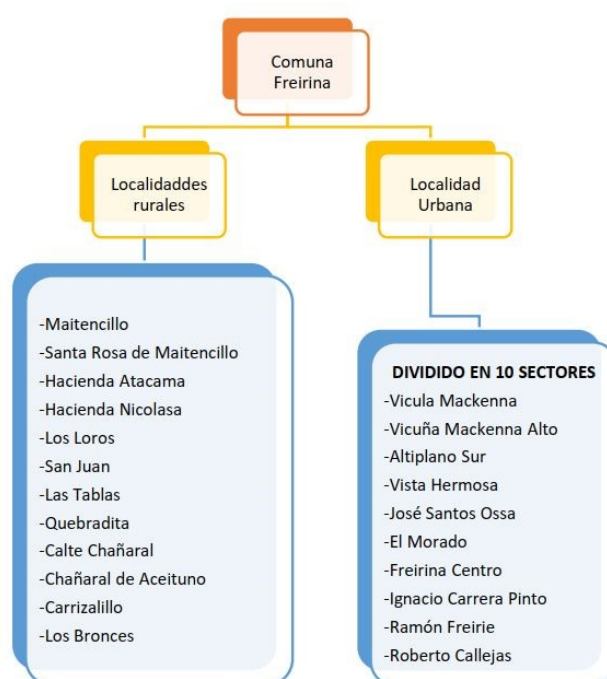 Comuna
Freirina
Localidaddes
rurales
Localidad
Urbana
-Maitencillo
-Santa Rosa de Maitencillo
-Hacienda Atacama
-Hacienda Nicolasa
-Los Loros
-San Juan
-Las Tablas
-Quebradita
-Calte Chañaral
-Chañaral de Aceituno
-Carrizalillo
-Los Bronces
DIVIDIDO EN 10 SECTORES
-Vicula Mackenna
-Vicuña Mackenna Alto
-Altiplano Sur
-Vista Hermosa
-José Santos Ossa
-El Morado
-Freirina Centro
-Ignacio Carrera Pinto
-Ramón Freirie
-Roberto Callejas